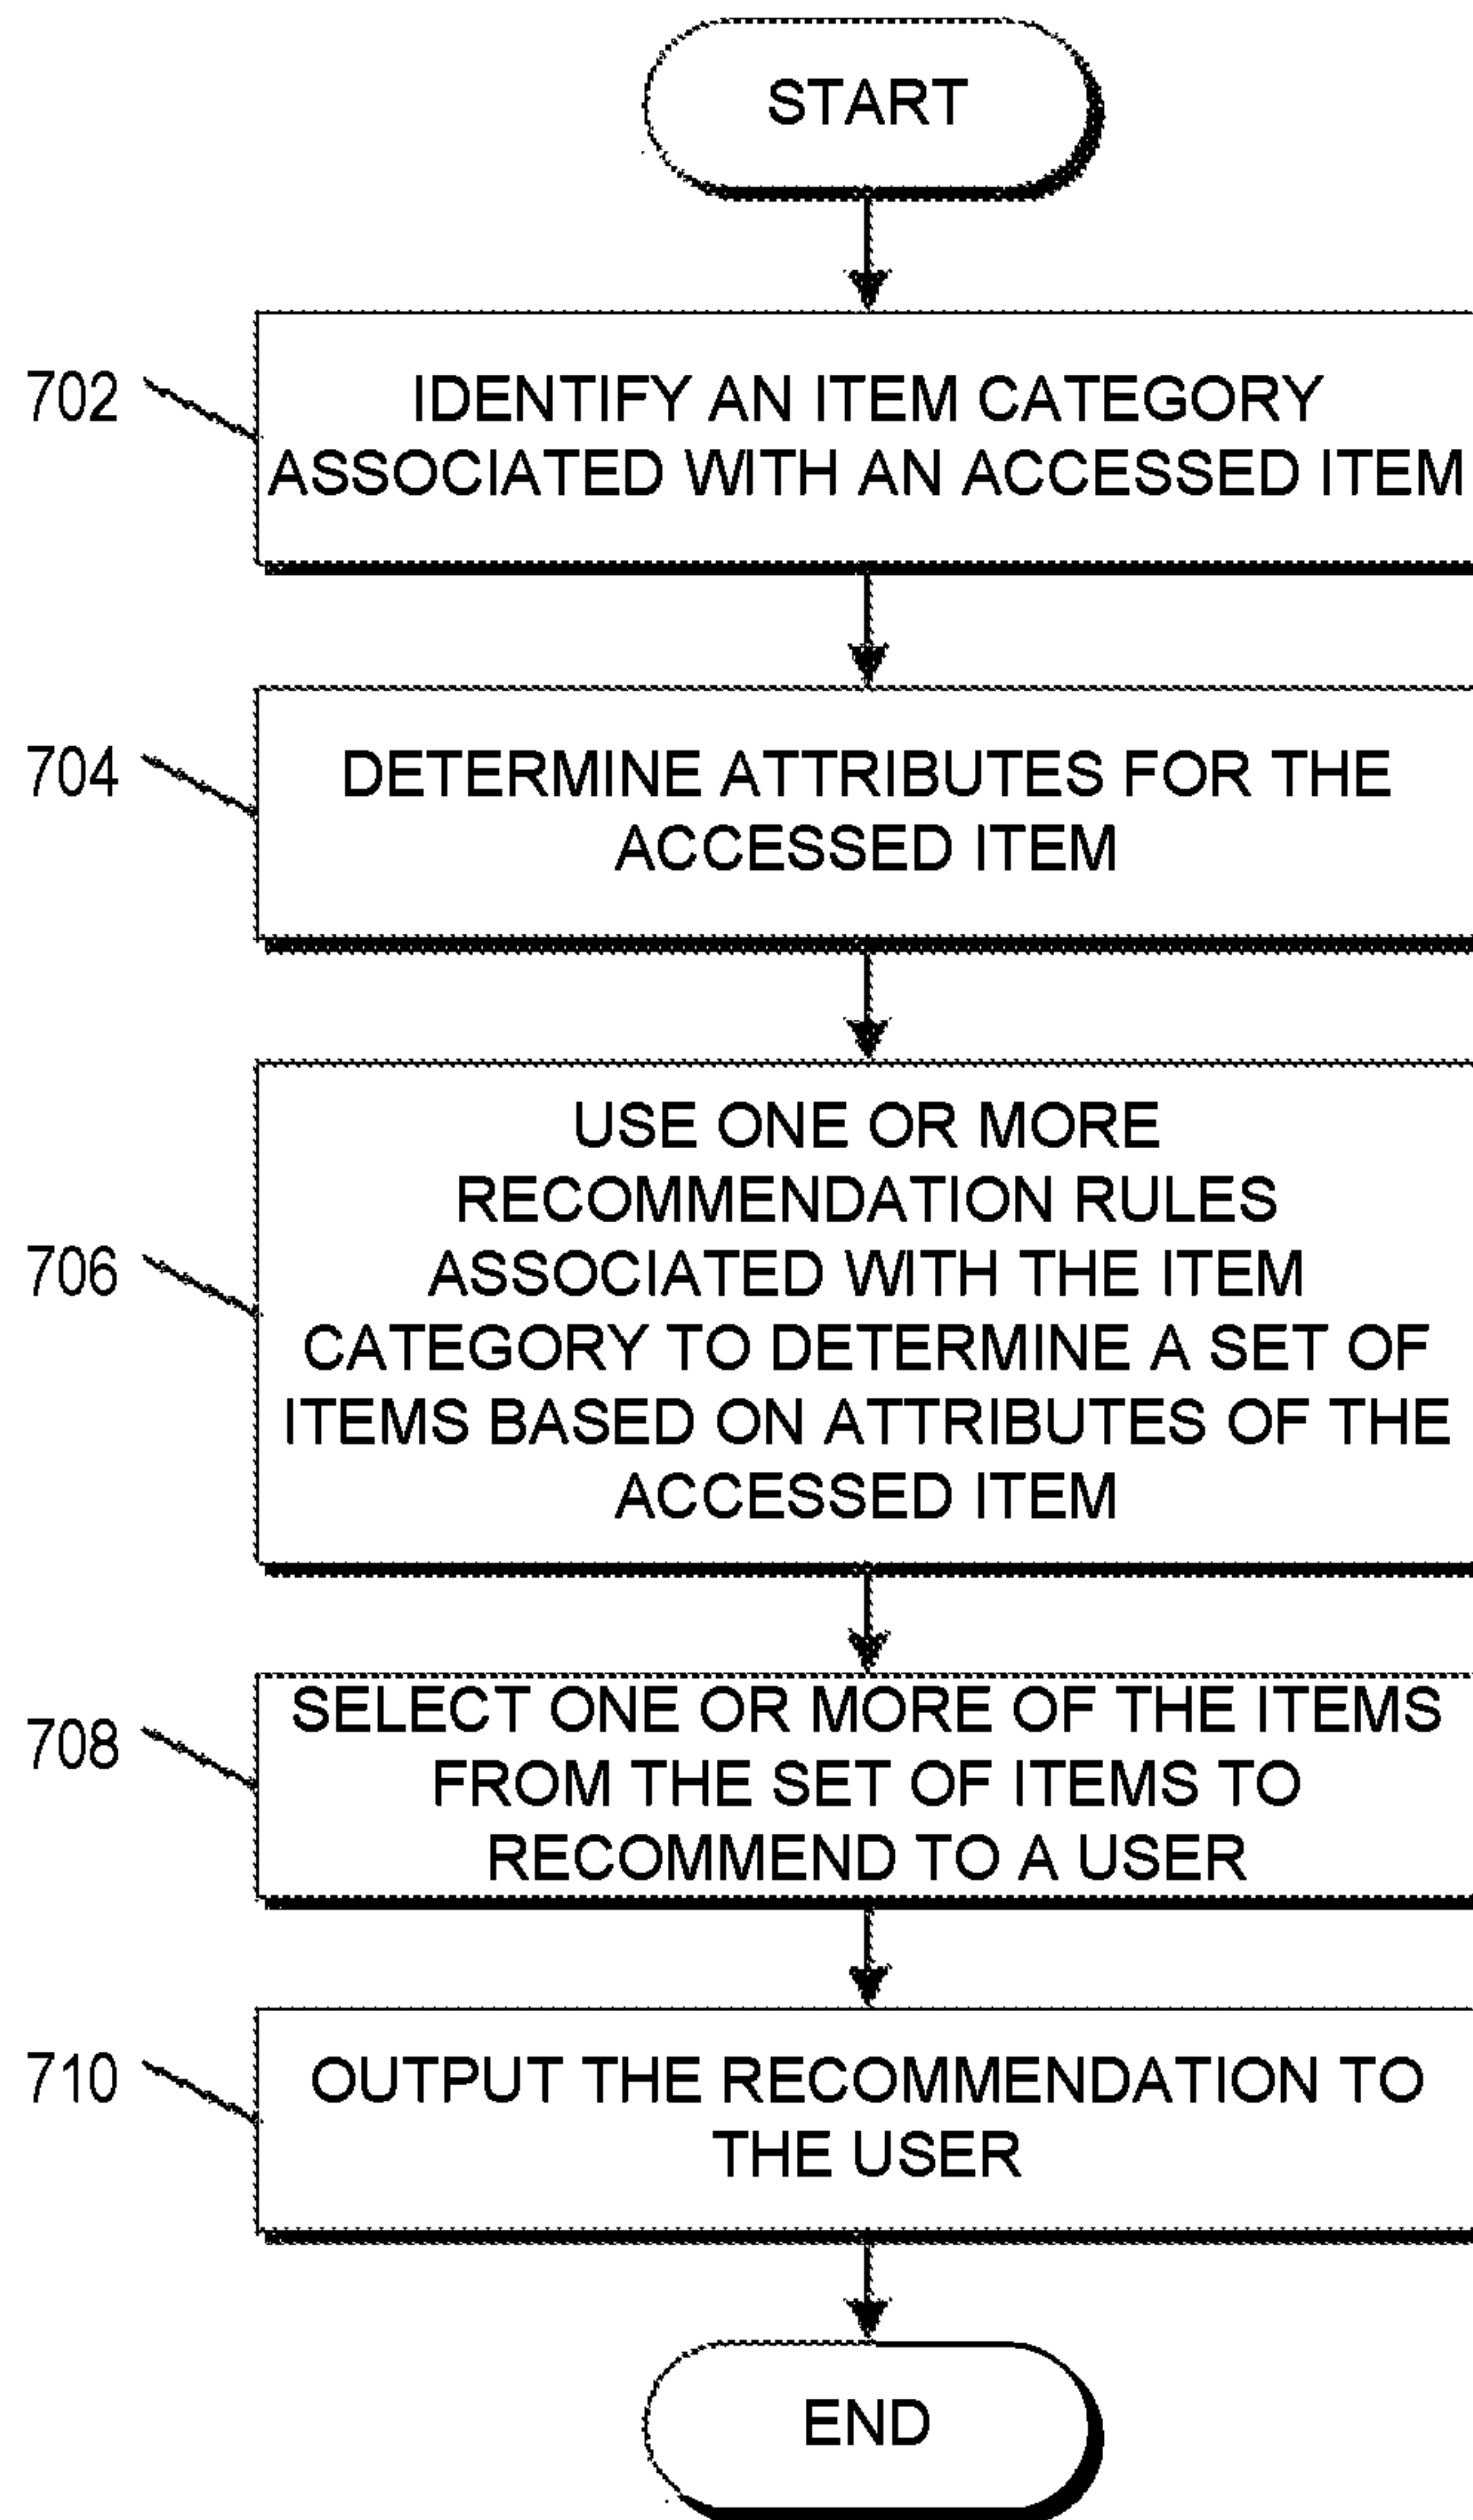 START
702
IDENTIFY AN ITEM CATEGORY
ASSOCIATED WITH AN ACCESSED ITEM
704
DETERMINE ATTRIBUTES FOR THE
ACCESSED ITEM
706
USE ONE OR MORE
RECOMMENDATION RULES
ASSOCIATED WITH THE ITEM
CATEGORY TO DETERMINE A SET OF
ITEMS BASED ON ATTRIBUTES OF THE
ACCESSED ITEM
708
SELECT ONE OR MORE OF THE ITEMS
FROM THE SET OF ITEMS TO
RECOMMEND TO A USER
710
OUTPUT THE RECOMMENDATION TO
THE USER
END